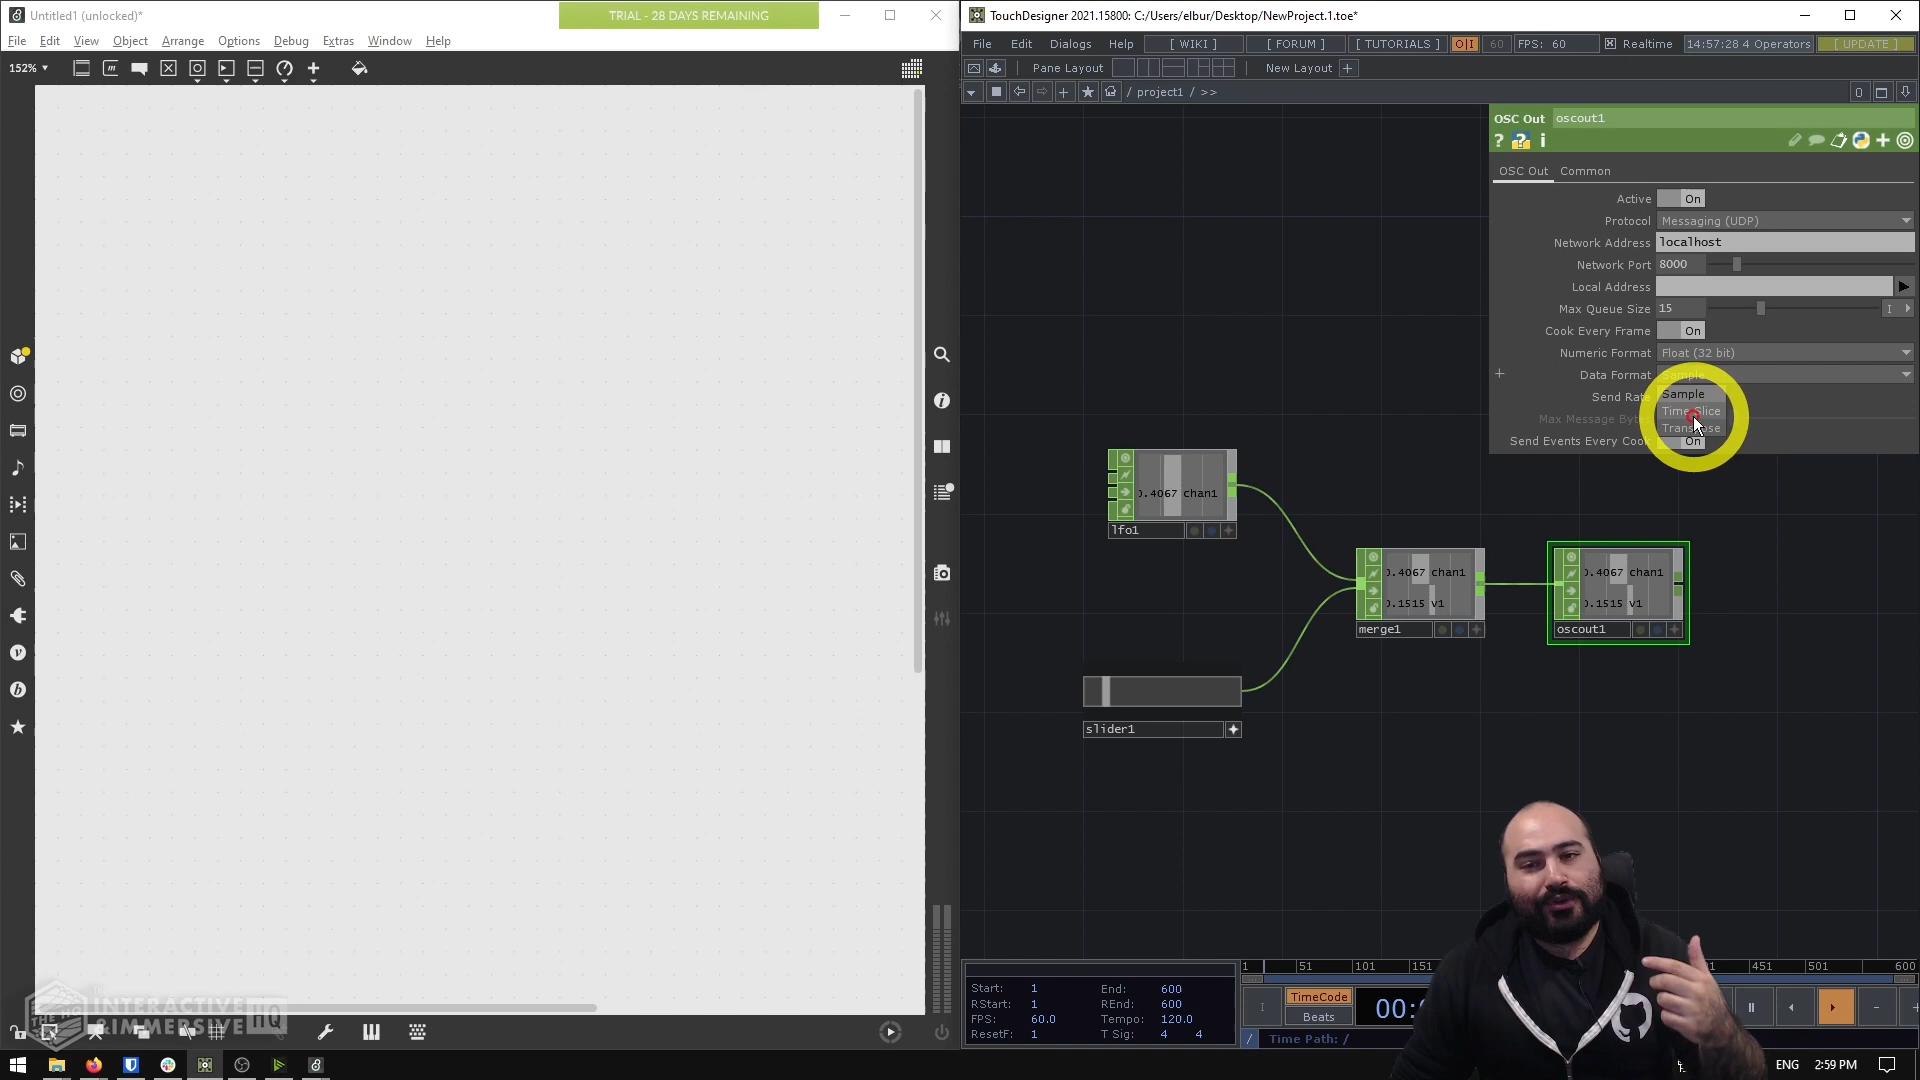 Untitled1 (unlocked)*
TRIAL - 28 DAYS REMAINING
File Edit View Object Arrange Options Debug Extras Window Help
152%
THE
INTERACTIVE
& IMMERSIVE HQ
TouchDesigner 2021.15800: C:/Users/elbur/Desktop/NewProject.1.toe*
File Edit Dialogs Help [ WIKI ] [ FORUM ] [ TUTORIALS ] O|I 60 FPS: 60 Realtime 14:57:28 4 Operators [ UPDATE ]
Pane Layout New Layout +
/ project1 / >> 0
OSC Out oscout1
? ? i
OSC Out Common
Active On
Protocol Messaging (UDP)
Network Address localhost
Network Port 8000
Local Address
Max Queue Size 15
Cook Every Frame On
Numeric Format Float (32 bit)
Data Format Sample
Send Rate Sample
Time Slice
Send Events Every Cook On
0.4067 chan1
lfo1
0.4067 chan1
0.1515 v1
merge1
0.4067 chan1
0.1515 v1
oscout1
slider1
1 51 101 151 451 501 600
Start: 1 End: 600
RStart: 1 REnd: 600
FPS: 60.0 Tempo: 120.0
ResetF: 1 T Sig: 4 4
TimeCode
Beats
/ Time Path: /
ENG 2:59 PM